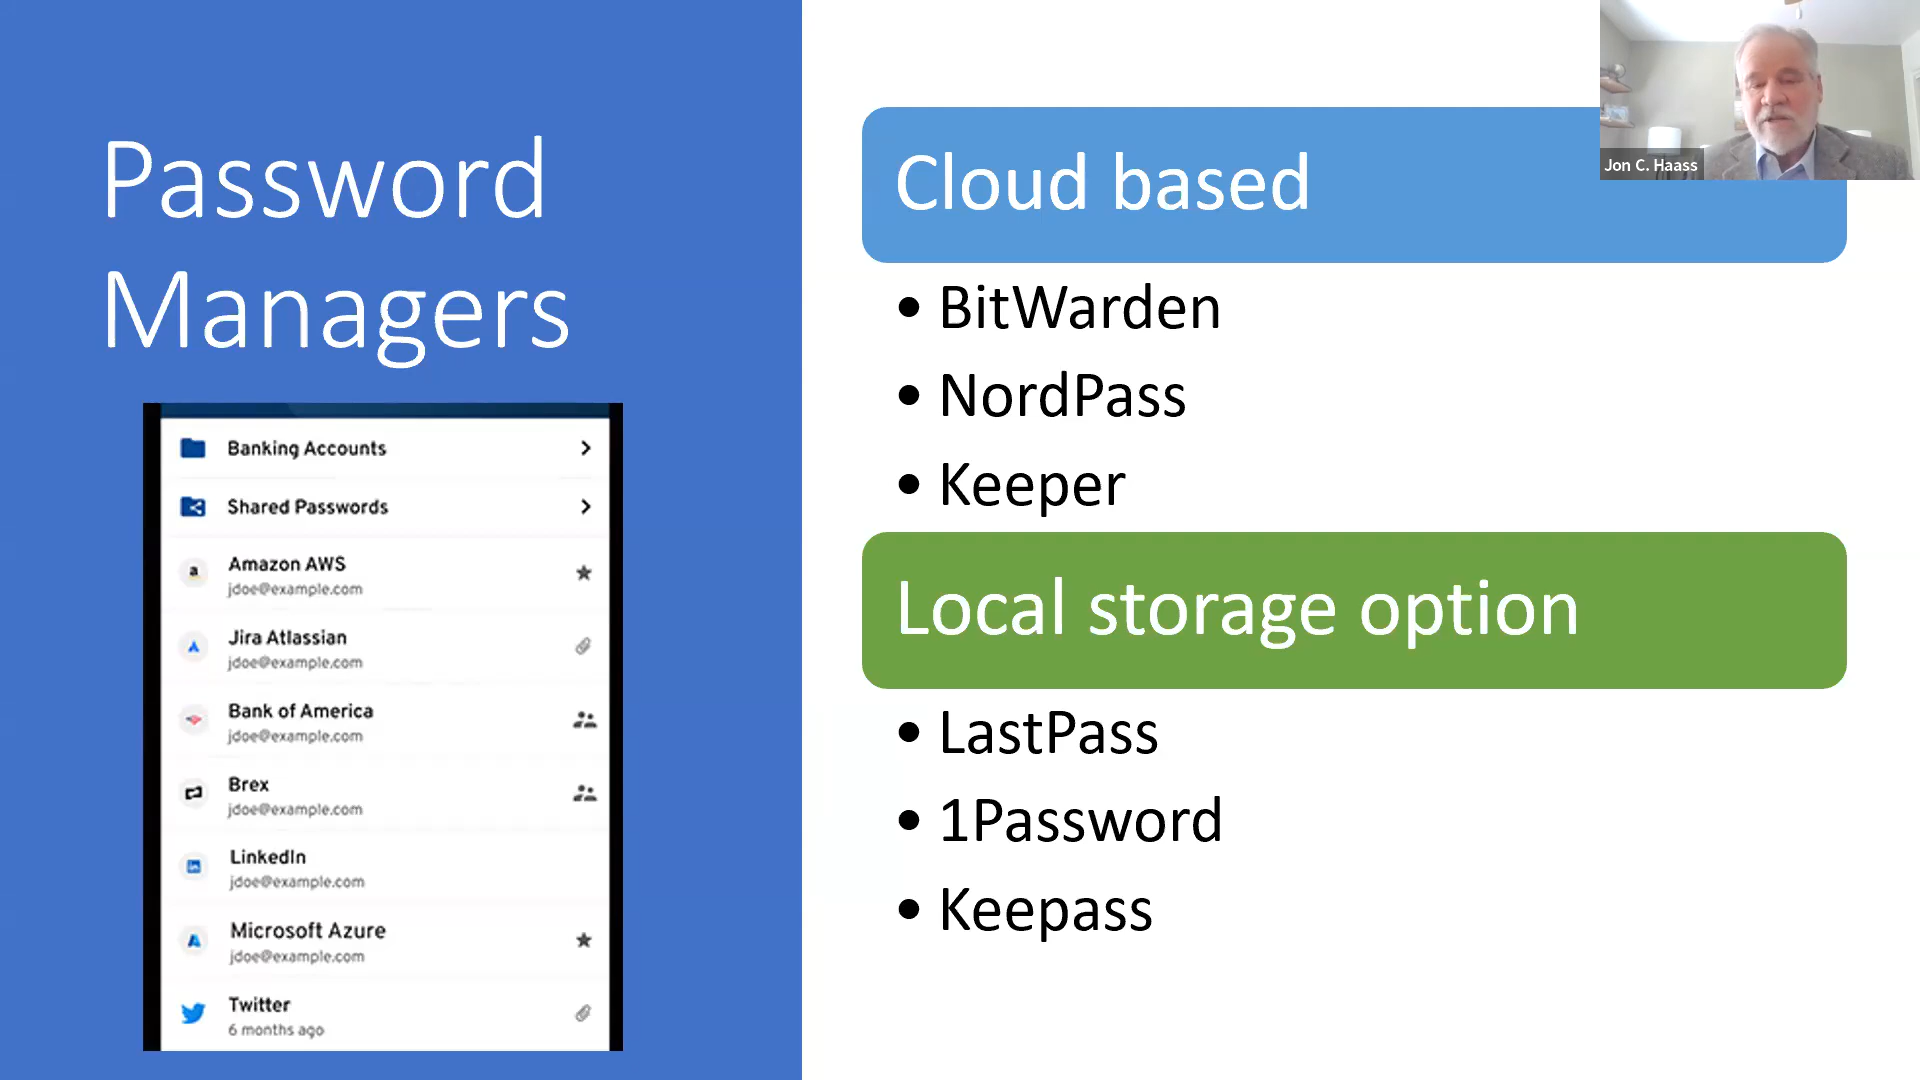 Password
Managers
Banking Accounts
Shared Passwords
Amazon AWS
jdoe@example.com
Jira Atlassian
jdoe@example.com
Bank of America
jdoe@example.com
Brex
jdoe@example.com
LinkedIn
jdoe@example.com
Microsoft Azure
jdoe@example.com
Twitter
6 months ago
Cloud based
• BitWarden
• NordPass
• Keeper
Local storage option
• LastPass
• 1Password
• Keepass
Jon C. Haass